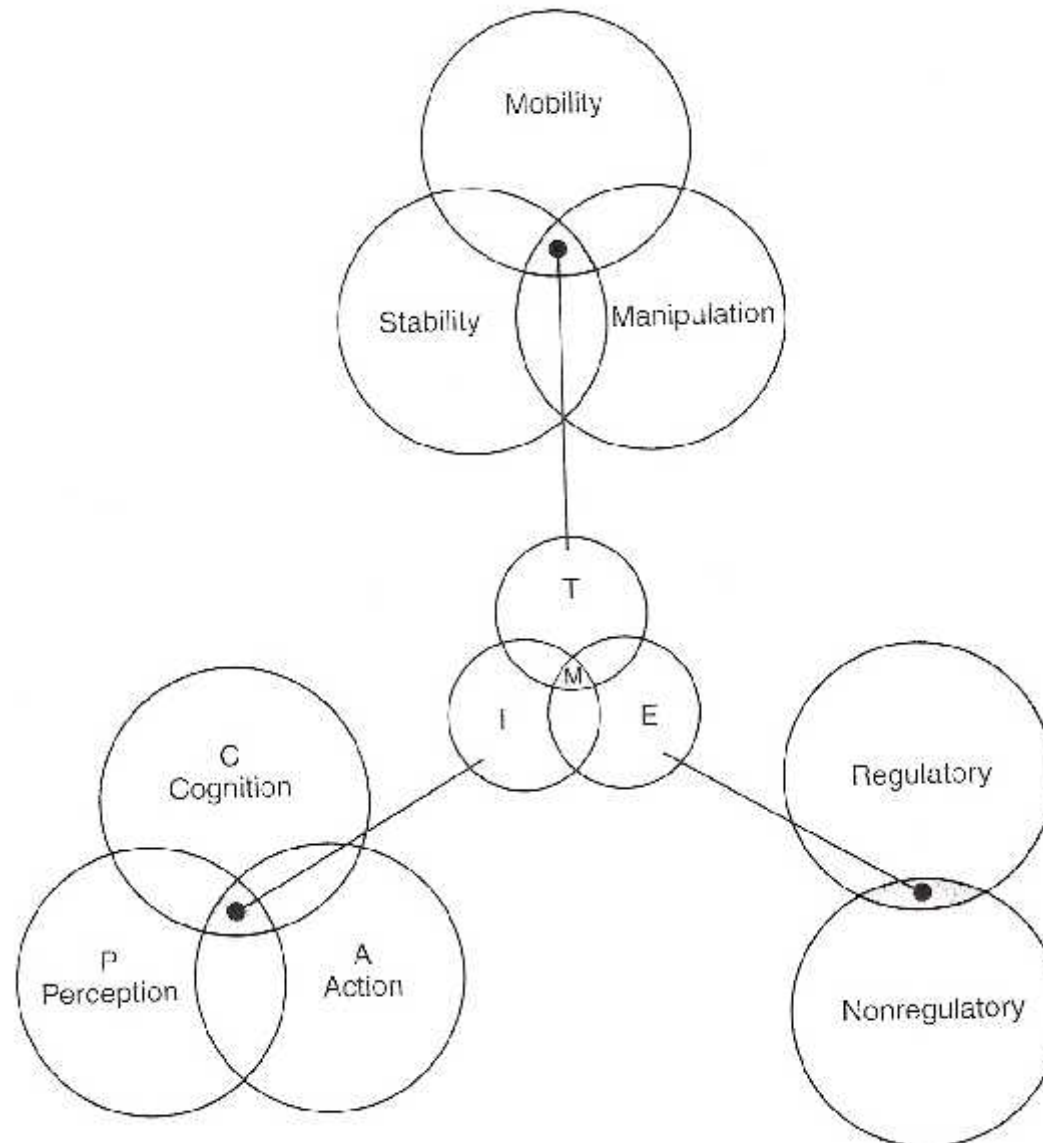 Mobility
Stability
Manipulation
T
M
I
E
C
Cognition
Regulatory
P
Perception
A
Action
Nonregulatory